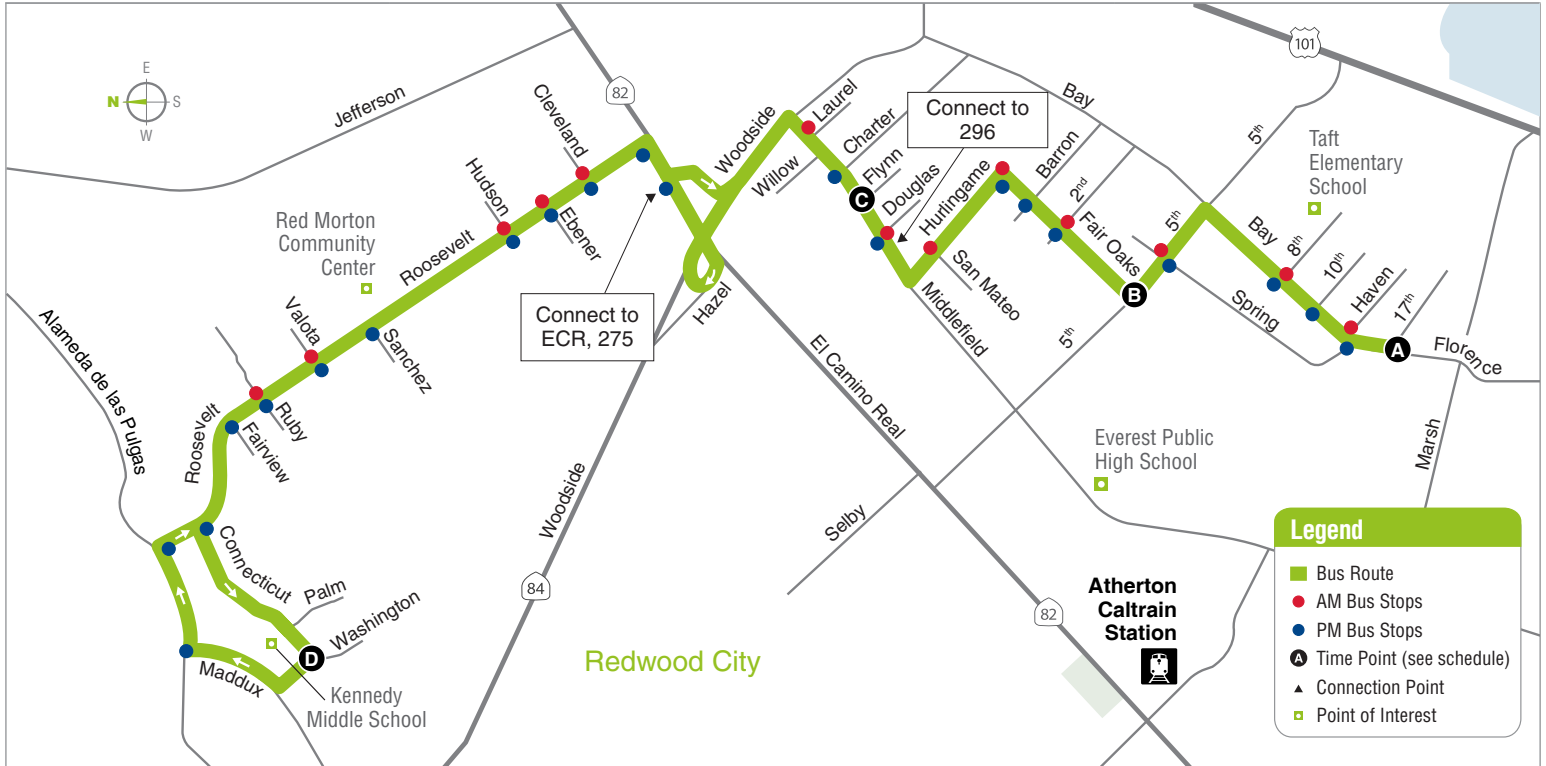 E
N
S
W
Jefferson
82
101
Cleveland
Hudson
Ebener
Red Morton
Community
Center
Roosevelt
Valota
Sanchez
Alameda de las Pulgas
Roosevelt
Ruby
Fairview
Connecticut
Palm
Washington
D
Maddux
Kennedy
Middle School
Connect to
ECR, 275
Hazel
Woodside
Woodside
84
Laurel
Willow
Charter
Connect to
296
Flynn
C
Douglas
Hurlingame
San Mateo
Middlefield
Bay
Barron
2nd
Fair Oaks
5th
5th
5th
B
Bay
Spring
Taft
Elementary
School
8th
10th
Haven
17th
A
Florence
Marsh
El Camino Real
Selby
Everest Public
High School
82
Atherton
Caltrain
Station
Redwood City
Legend
Bus Route
AM Bus Stops
PM Bus Stops
A Time Point (see schedule)
Connection Point
Point of Interest